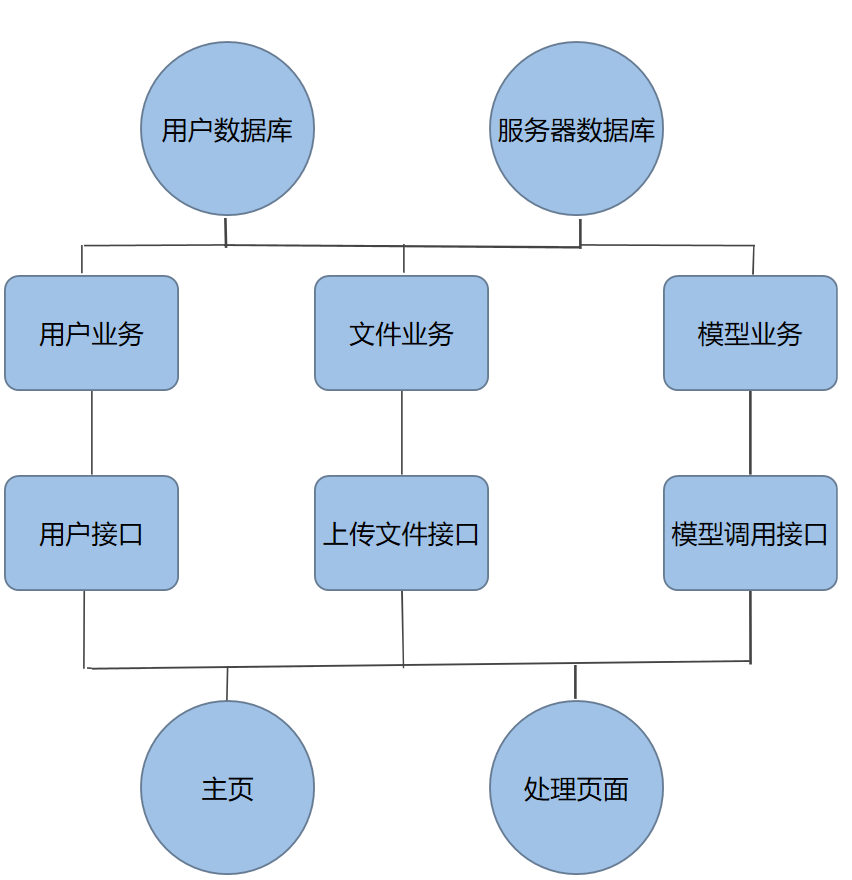 用户数据库
服务器数据库
用户业务
文件业务
模型业务
用户接口
上传文件接口
模型调用接口
主页
处理页面